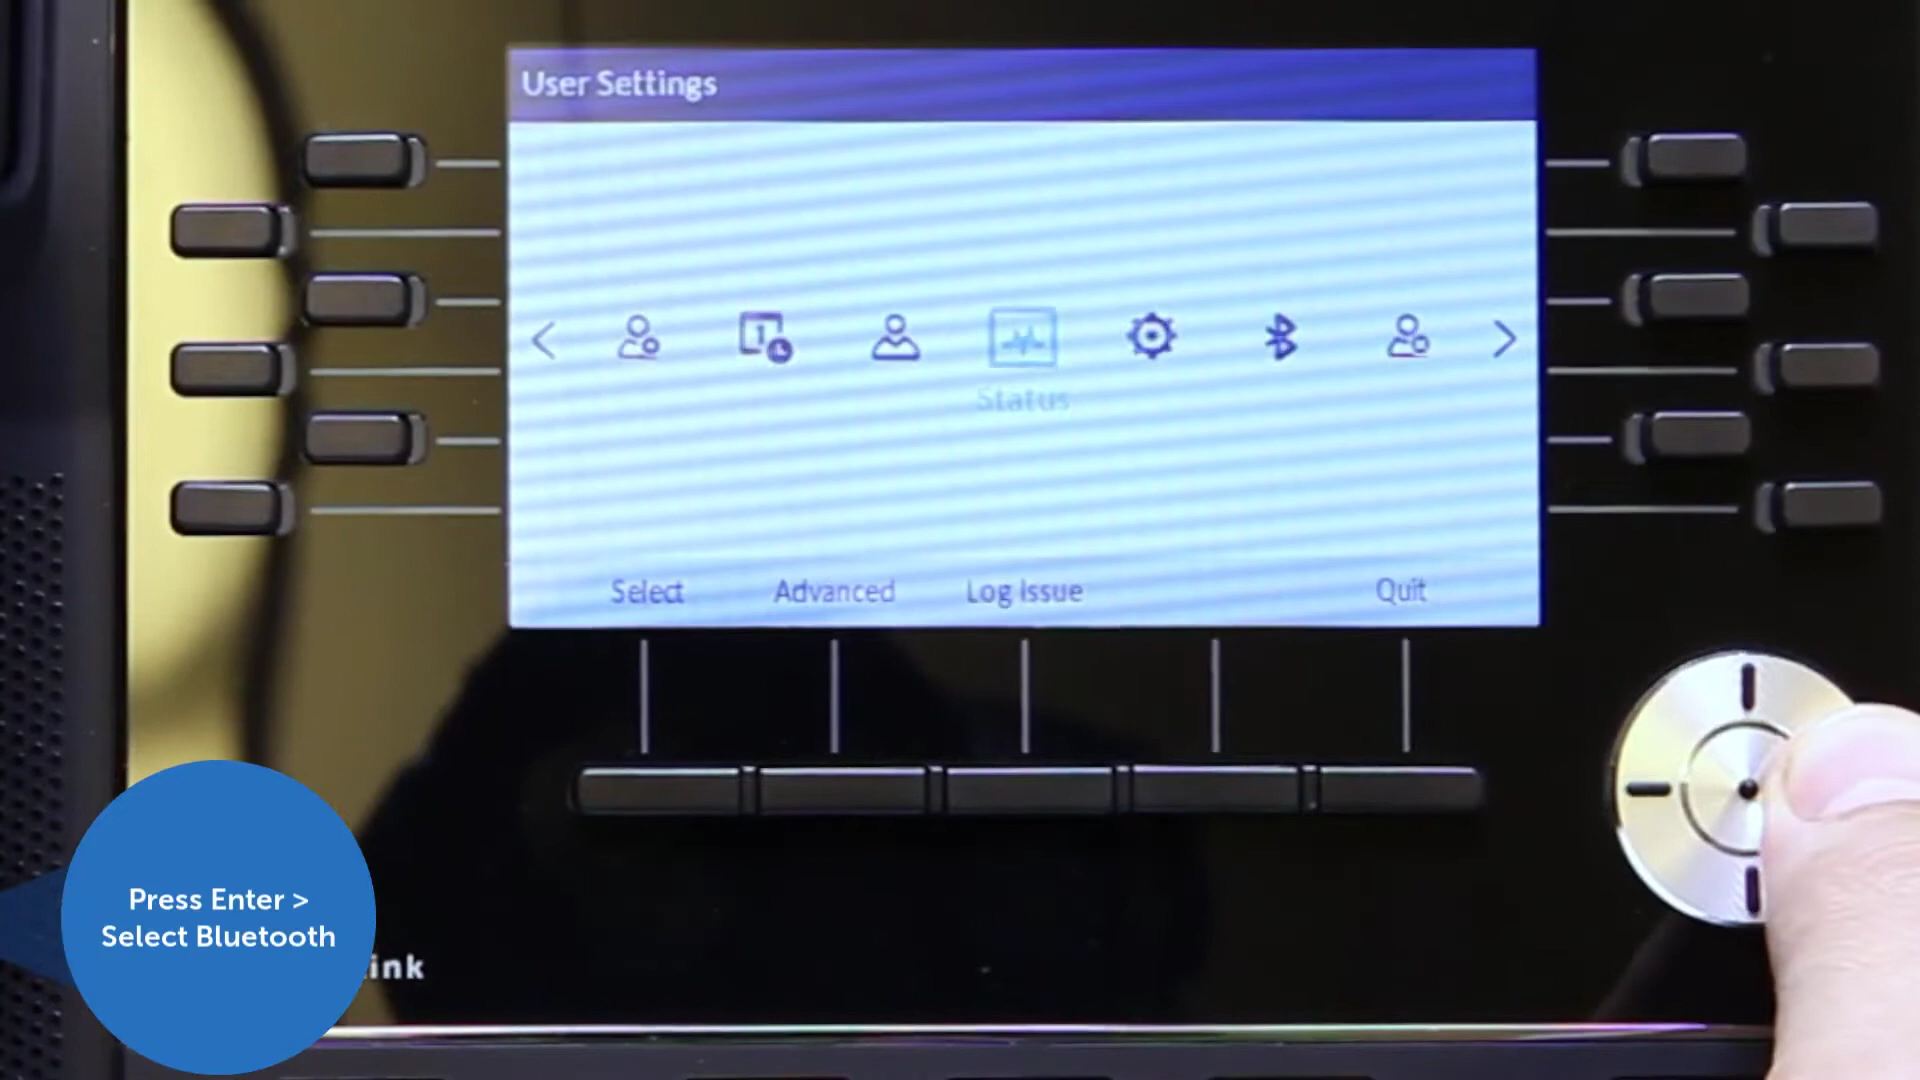 User Settings
Status
Select Advanced Log Issue Quit
Press Enter >
Select Bluetooth
ink